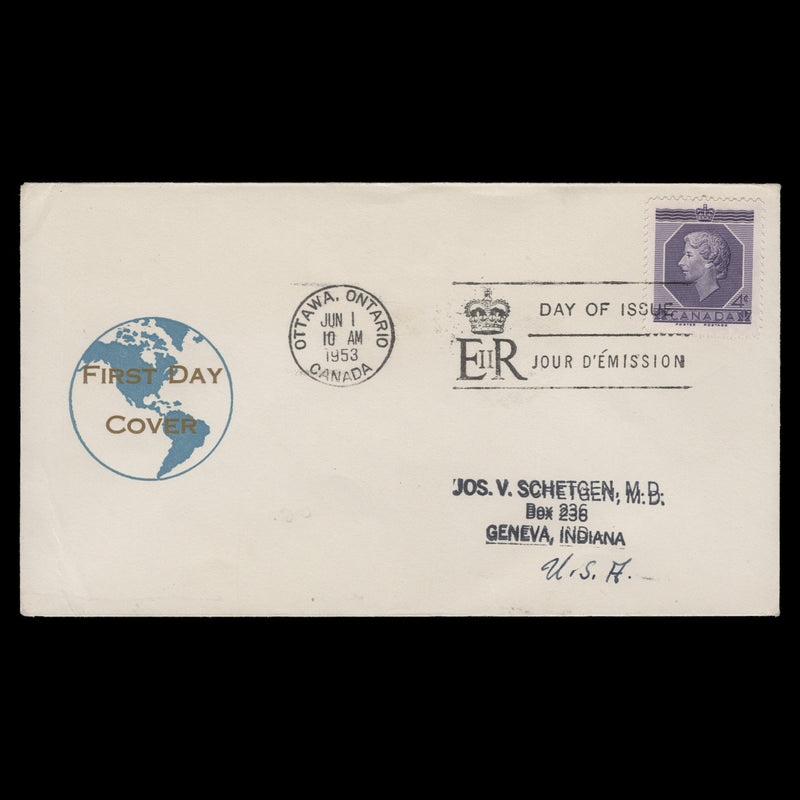 FIRST DAY
COVER
OTTAWA, ONTARIO
JUN 1
10 AM
1953
CANADA
DAY OF ISSUE
EIIR
JOUR D'ÉMISSION
4¢
CANADA
POSTES POSTAGE
JOS. V. SCHETGEN, M.D.
Box 236
GENEVA, INDIANA
U.S.A.